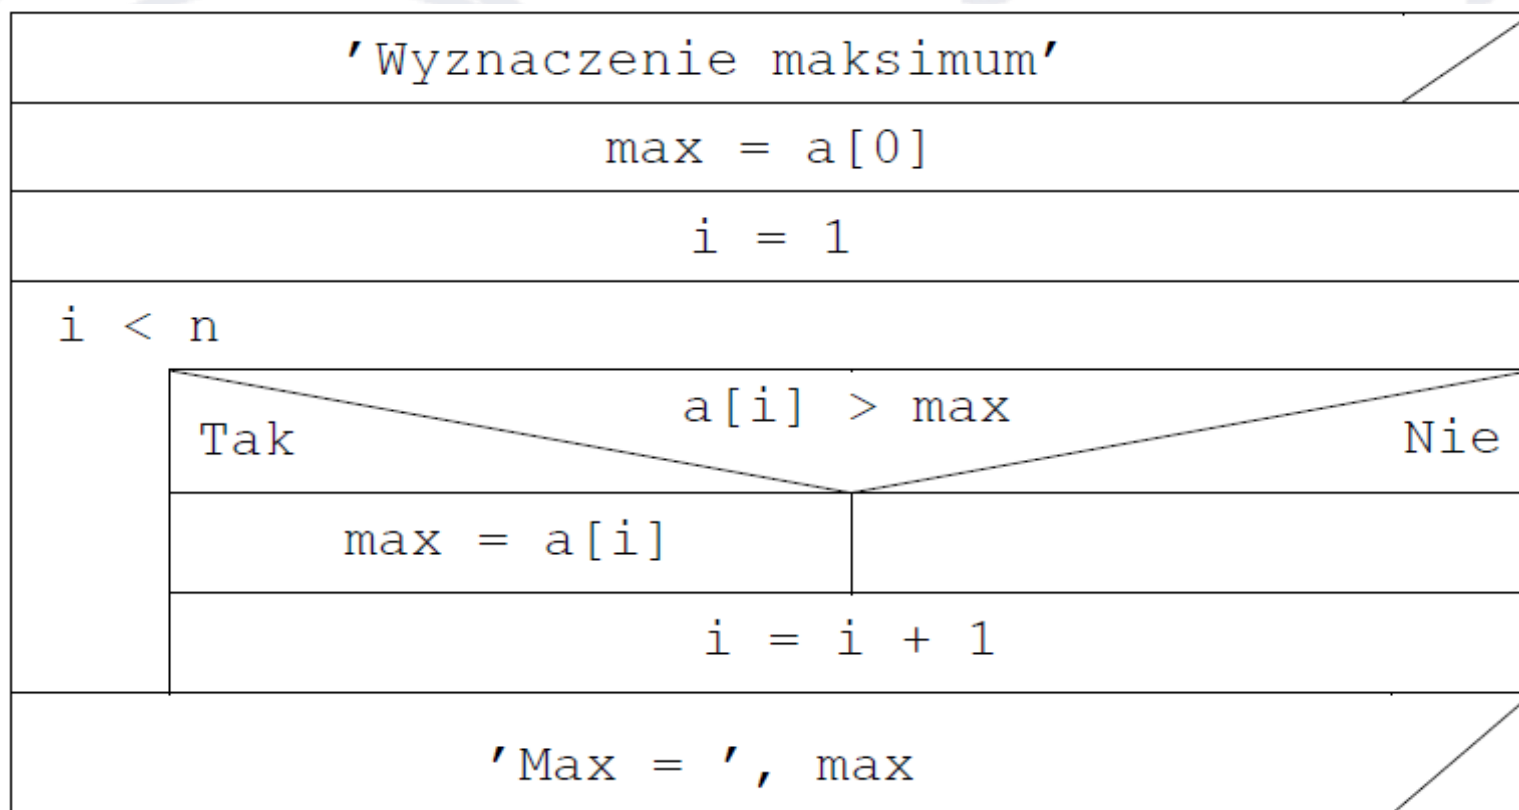 'Wyznaczenie maksimum'
max = a[0]
i = 1
i < n
a[i] > max
Tak
Nie
max = a[i]
i = i + 1
'Max = ', max